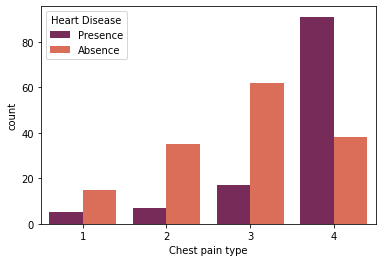 Heart Disease
Presence
Absence
80
60
40
20
0
count
1 2 3 4
Chest pain type